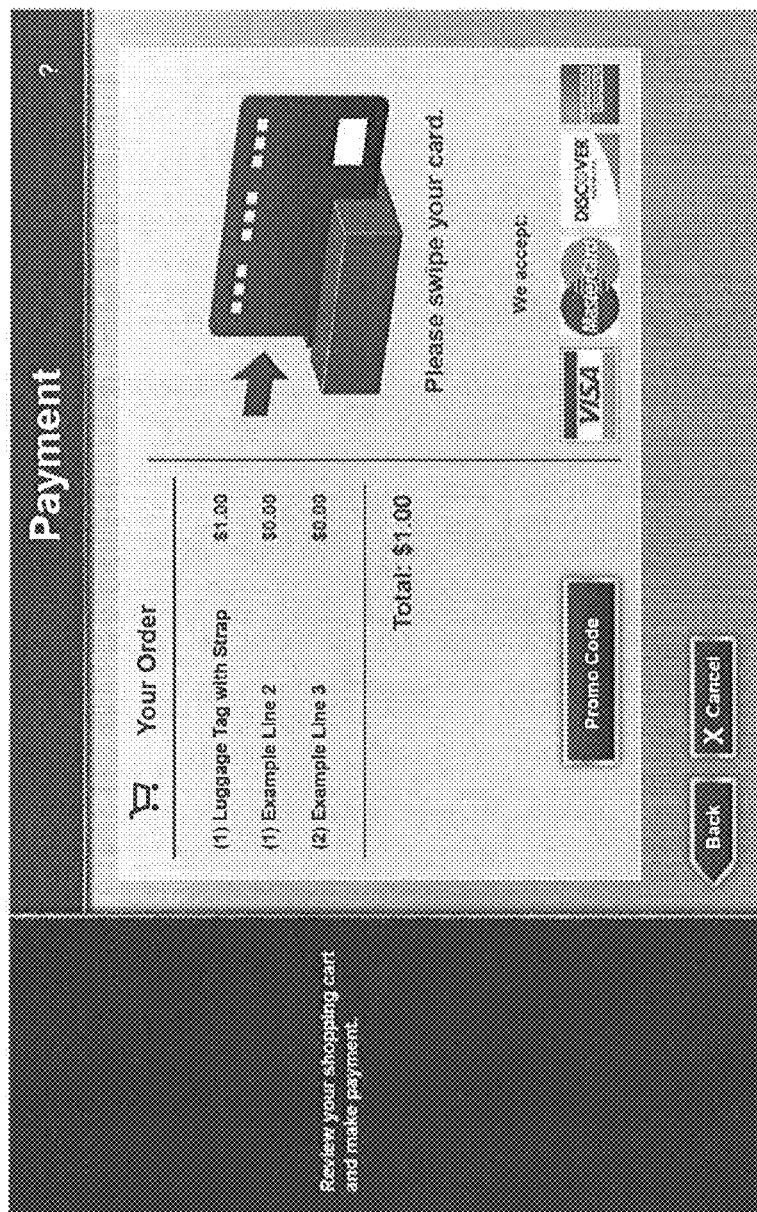 Payment
?
Review your shopping cart
and make payment.
Your Order
(1) Luggage Tag with Strap $1.00
(1) Example Line 2 $0.00
(2) Example Line 3 $0.00
Total: $1.00
Promo Code
Please swipe your card.
We accept:
VISA
MasterCard
DISCOVER
Back
X Cancel